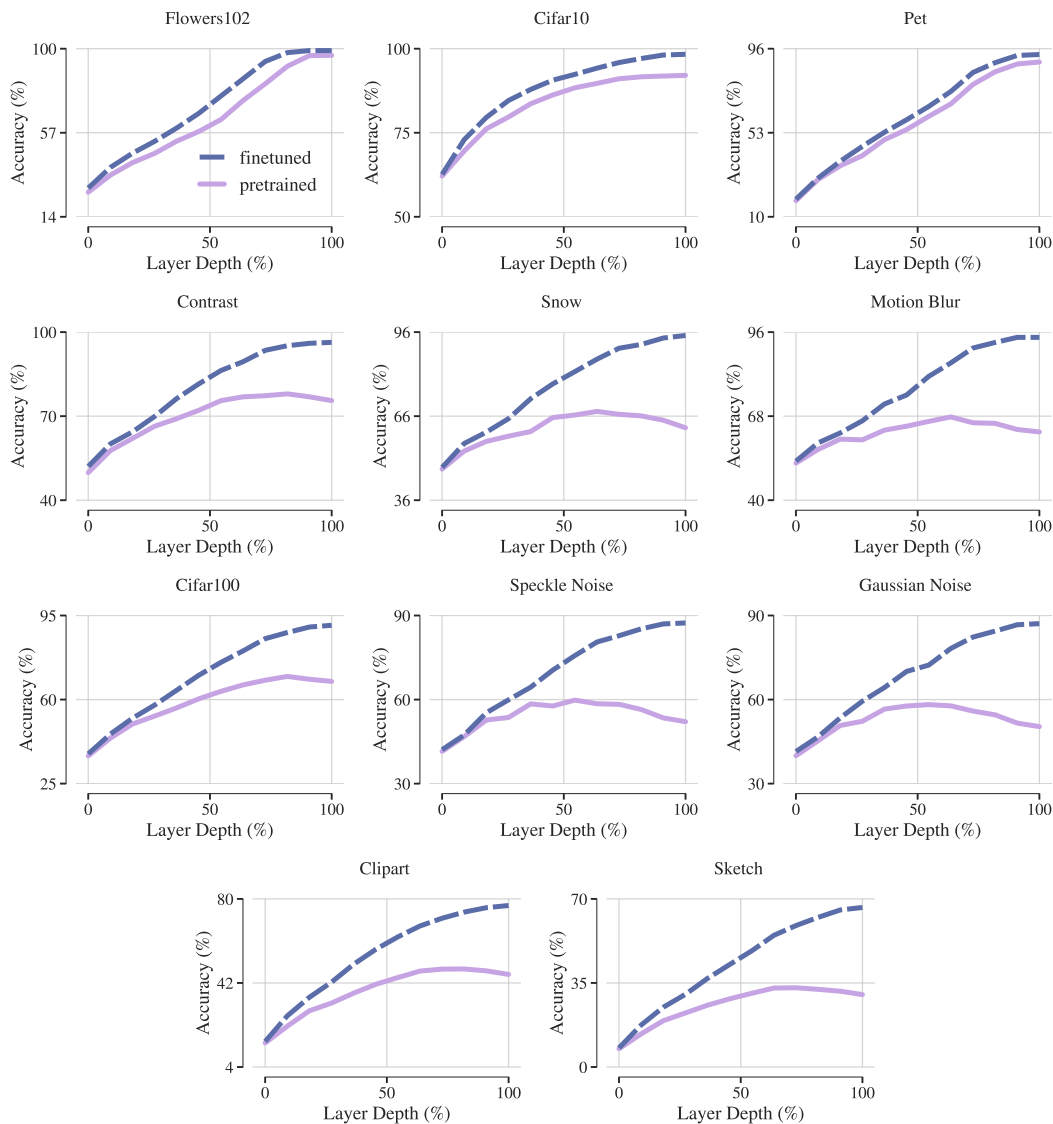 Flowers102
Accuracy (%)
100
57
14
finetuned
pretrained
0 50 100
Layer Depth (%)
Cifar10
Accuracy (%)
100
75
50
0 50 100
Layer Depth (%)
Pet
Accuracy (%)
96
53
10
0 50 100
Layer Depth (%)
Contrast
Accuracy (%)
100
70
40
0 50 100
Layer Depth (%)
Snow
Accuracy (%)
96
66
36
0 50 100
Layer Depth (%)
Motion Blur
Accuracy (%)
96
68
40
0 50 100
Layer Depth (%)
Cifar100
Accuracy (%)
95
60
25
0 50 100
Layer Depth (%)
Speckle Noise
Accuracy (%)
90
60
30
0 50 100
Layer Depth (%)
Gaussian Noise
Accuracy (%)
90
60
30
0 50 100
Layer Depth (%)
Clipart
Accuracy (%)
80
42
4
0 50 100
Layer Depth (%)
Sketch
Accuracy (%)
70
35
0
0 50 100
Layer Depth (%)